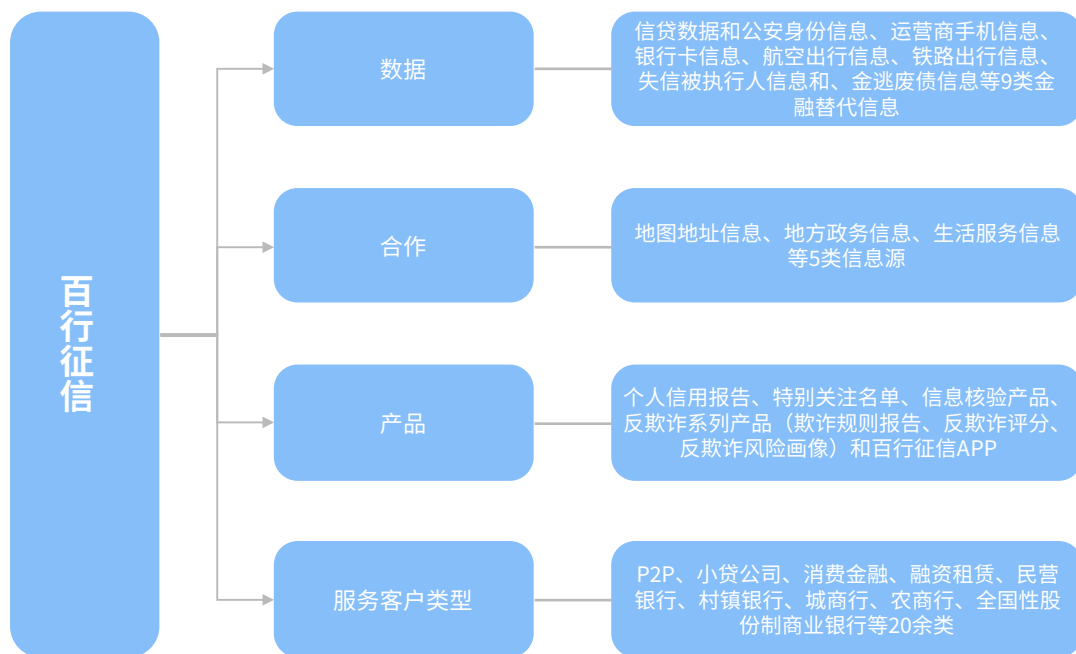 百行征信
数据
信贷数据和公安身份信息、运营商手机信息、
银行卡信息、航空出行信息、铁路出行信息、
失信被执行人信息和、金逃废债信息等9类金
融替代信息
合作
地图地址信息、地方政务信息、生活服务信息
等5类信息源
产品
个人信用报告、特别关注名单、信息核验产品、
反欺诈系列产品（欺诈规则报告、反欺诈评分、
反欺诈风险画像）和百行征信APP
服务客户类型
P2P、小贷公司、消费金融、融资租赁、民营
银行、村镇银行、城商行、农商行、全国性股
份制商业银行等20余类